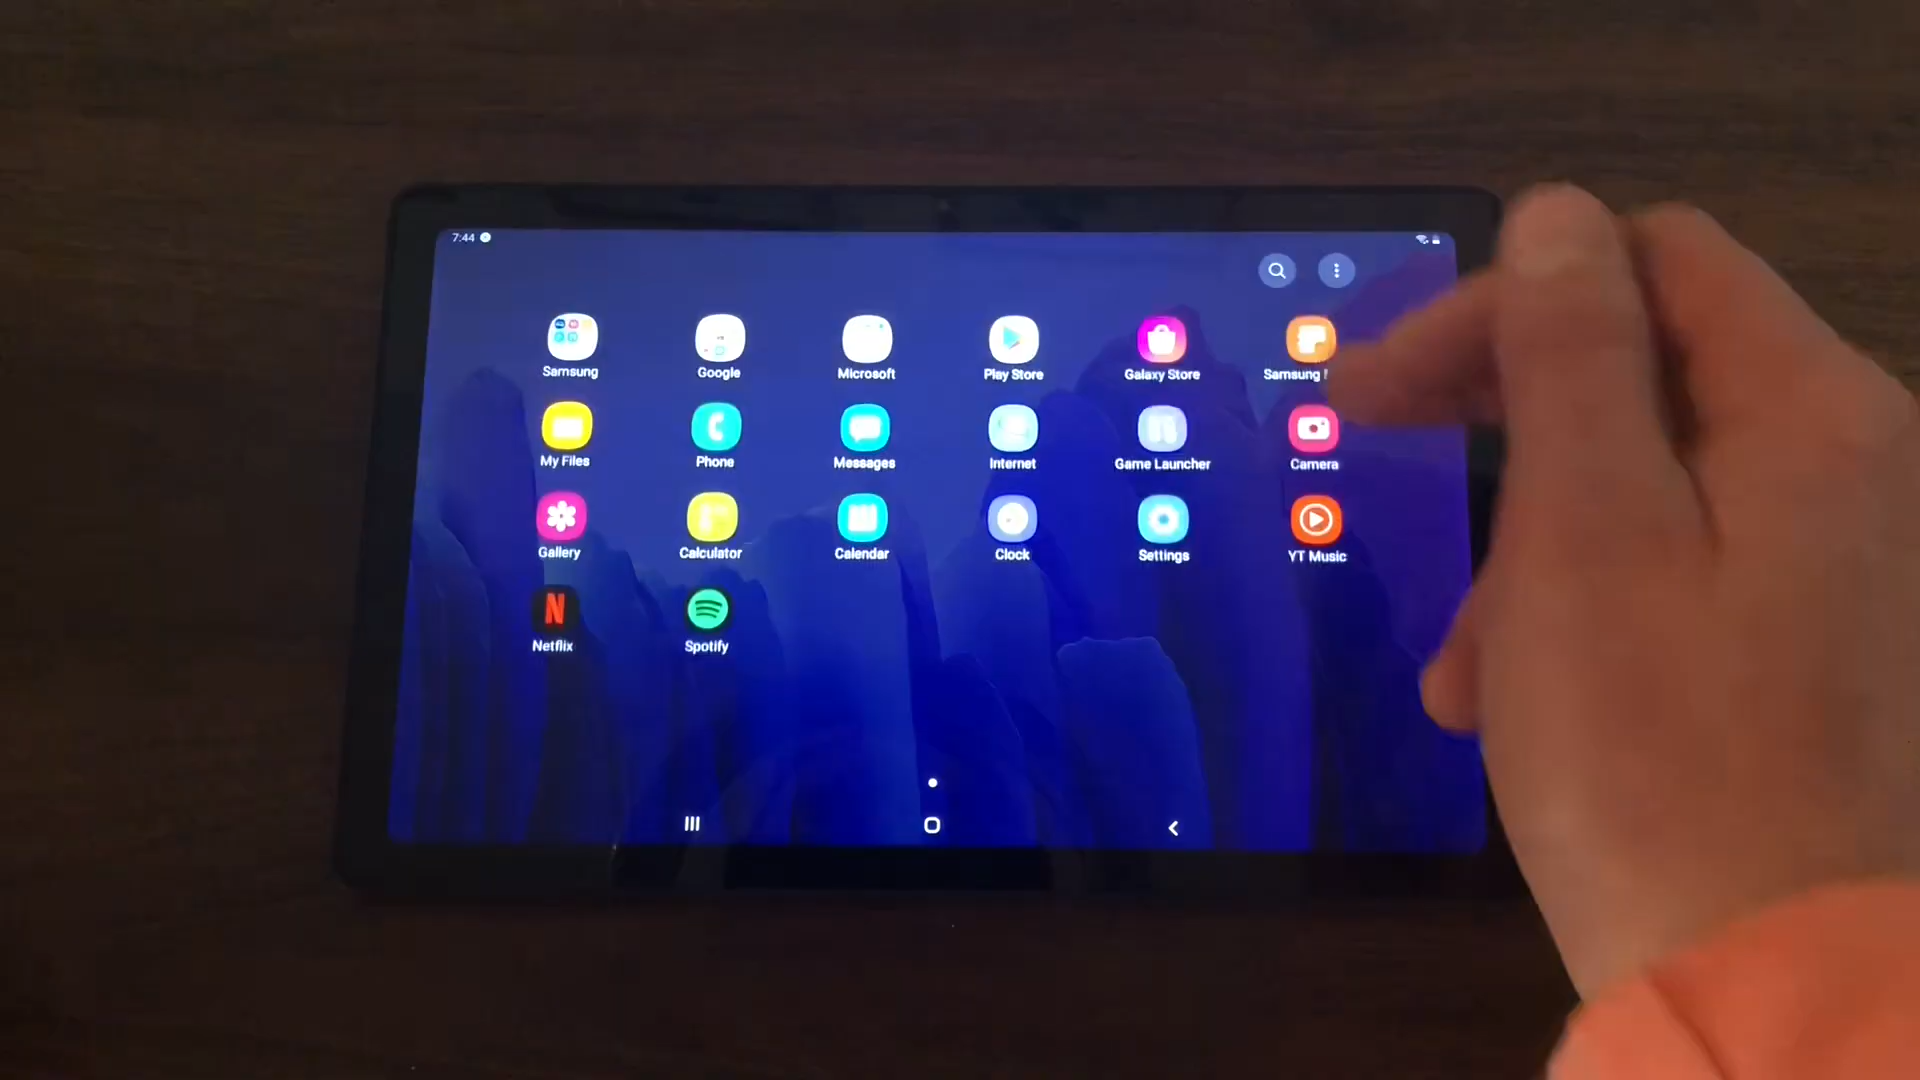 7:44
Samsung
Google
Microsoft
Play Store
Galaxy Store
Samsung
My Files
Phone
Messages
Internet
Game Launcher
Camera
Gallery
Calculator
Calendar
Clock
Settings
YT Music
N
Netflix
Spotify